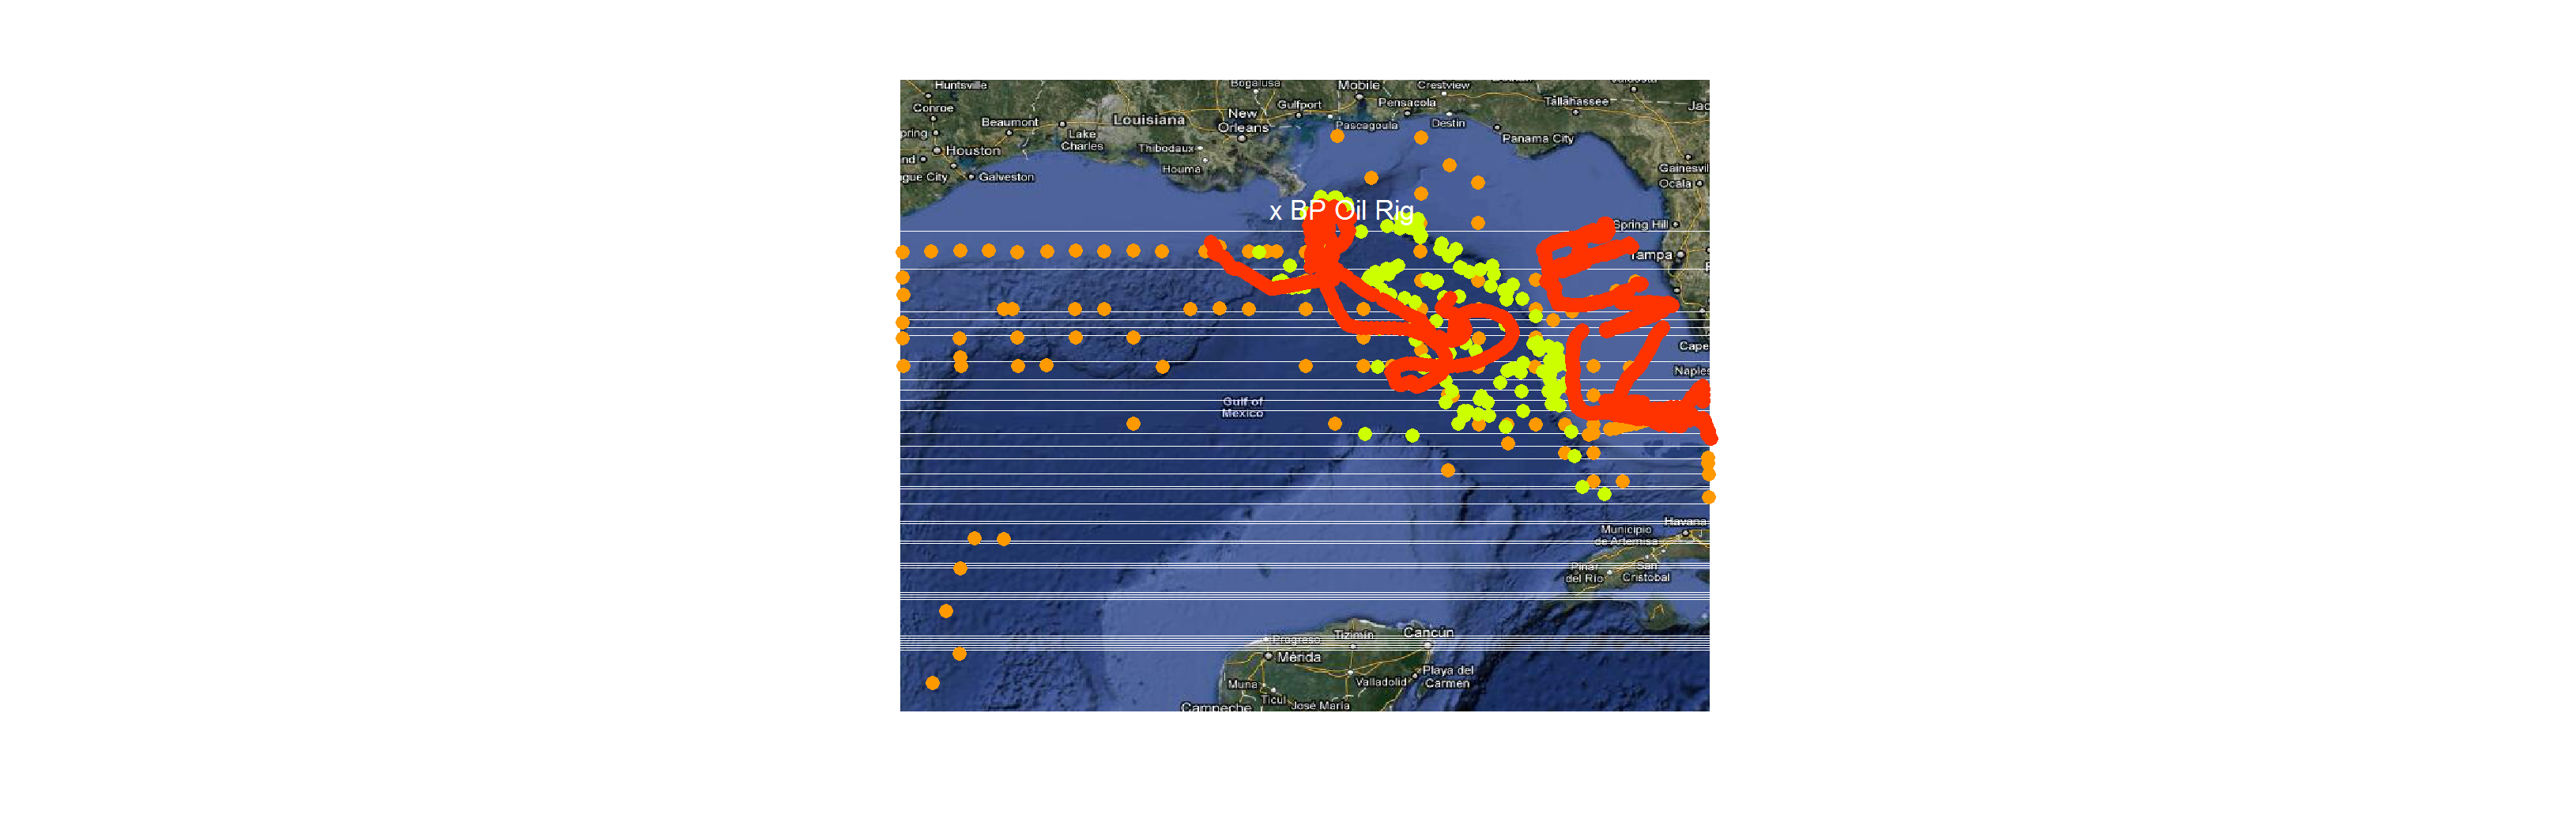 Huntsville
Bogalusa
Mobile
Crestview
Conroe
Gulfport
Pensacola
Tallahassee
Jac
Beaumont
Louisiana
New
Orleans
Pascagoula
Destin
pring
Lake
Charles
Panama City
Houston
Thibodaux
nd
Houma
Gainesvil
gue City
Galveston
Ocala
x BP Oil Rig
Spring Hill
Tampa
Cape
Naples
Gulf of
Mexico
Havana
Municipio
de Artemisa
Pinar
del Río
San
Cristobal
Progreso
Tizimín
Cancún
Mérida
Playa del
Carmen
Muna
Valladolid
Ticul
José María
Campeche